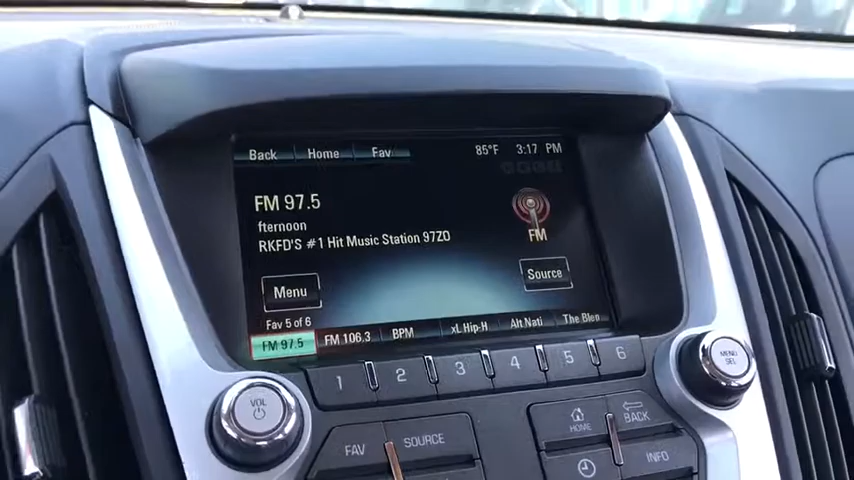 Back Home Fav 85°F 3:17 PM
FM 97.5
fternoon
RKFD'S #1 Hit Music Station 97ZO
FM
Menu Source
Fav 5 of 6
FM 97.5 FM 106.3 BPM xL Hip-H Alt Nati The Blen
1 2 3 4 5 6
VOL
MENU
SEL
FAV SOURCE HOME BACK
INFO